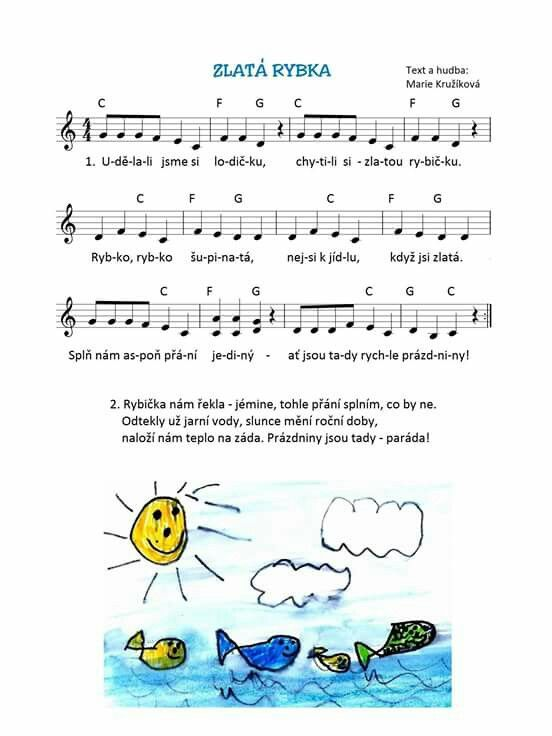 ZLATÁ RYBKA
Text a hudba:
Marie Kružíková
C F G C F G
1. U-dě-la-li jsme si lo-dič-ku, chy-ti-li si - zla-tou ry-bič-ku.
C F G C F G
Ryb-ko, ryb-ko šu-pi-na-tá, nej-si k jíd-lu, když jsi zlatá.
C F G C G C
Splň nám as-poň přá-ní je-di-ný - ať jsou ta-dy rych-le prázd-ni-ny!
2. Rybička nám řekla - jémine, tohle přání splním, co by ne.
Odtekly už jarní vody, slunce mění roční doby,
naloží nám teplo na záda. Prázdniny jsou tady - paráda!